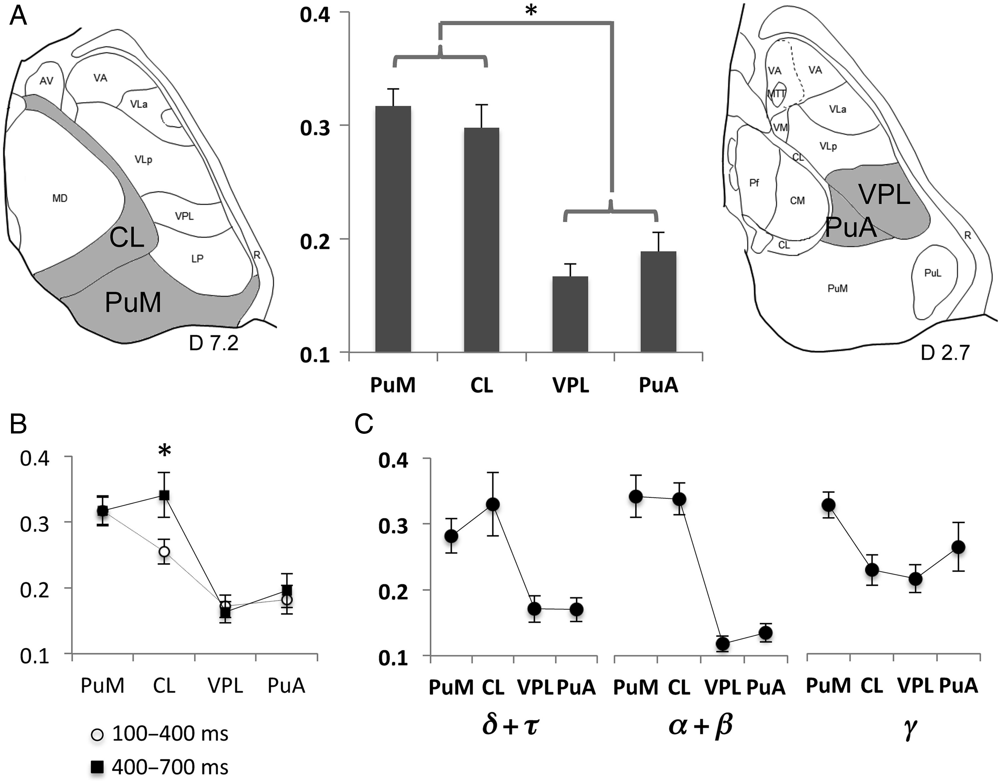 A
AV
VA
VLa
VLp
MD
VPL
CL
LP
R
PuM
D 7.2
*
0.4
0.3
0.2
0.1
PuM CL VPL PuA
VA VA
MTT
VLa
VM
VLp
CL
Pf
CM
VPL
PuA
CL
R
PuL
PuM
D 2.7
B
*
0.4
0.3
0.2
0.1
PuM CL VPL PuA
100–400 ms
400–700 ms
C
0.4
0.3
0.2
0.1
PuM CL VPL PuA PuM CL VPL PuA PuM CL VPL PuA
δ + τ α + β γ